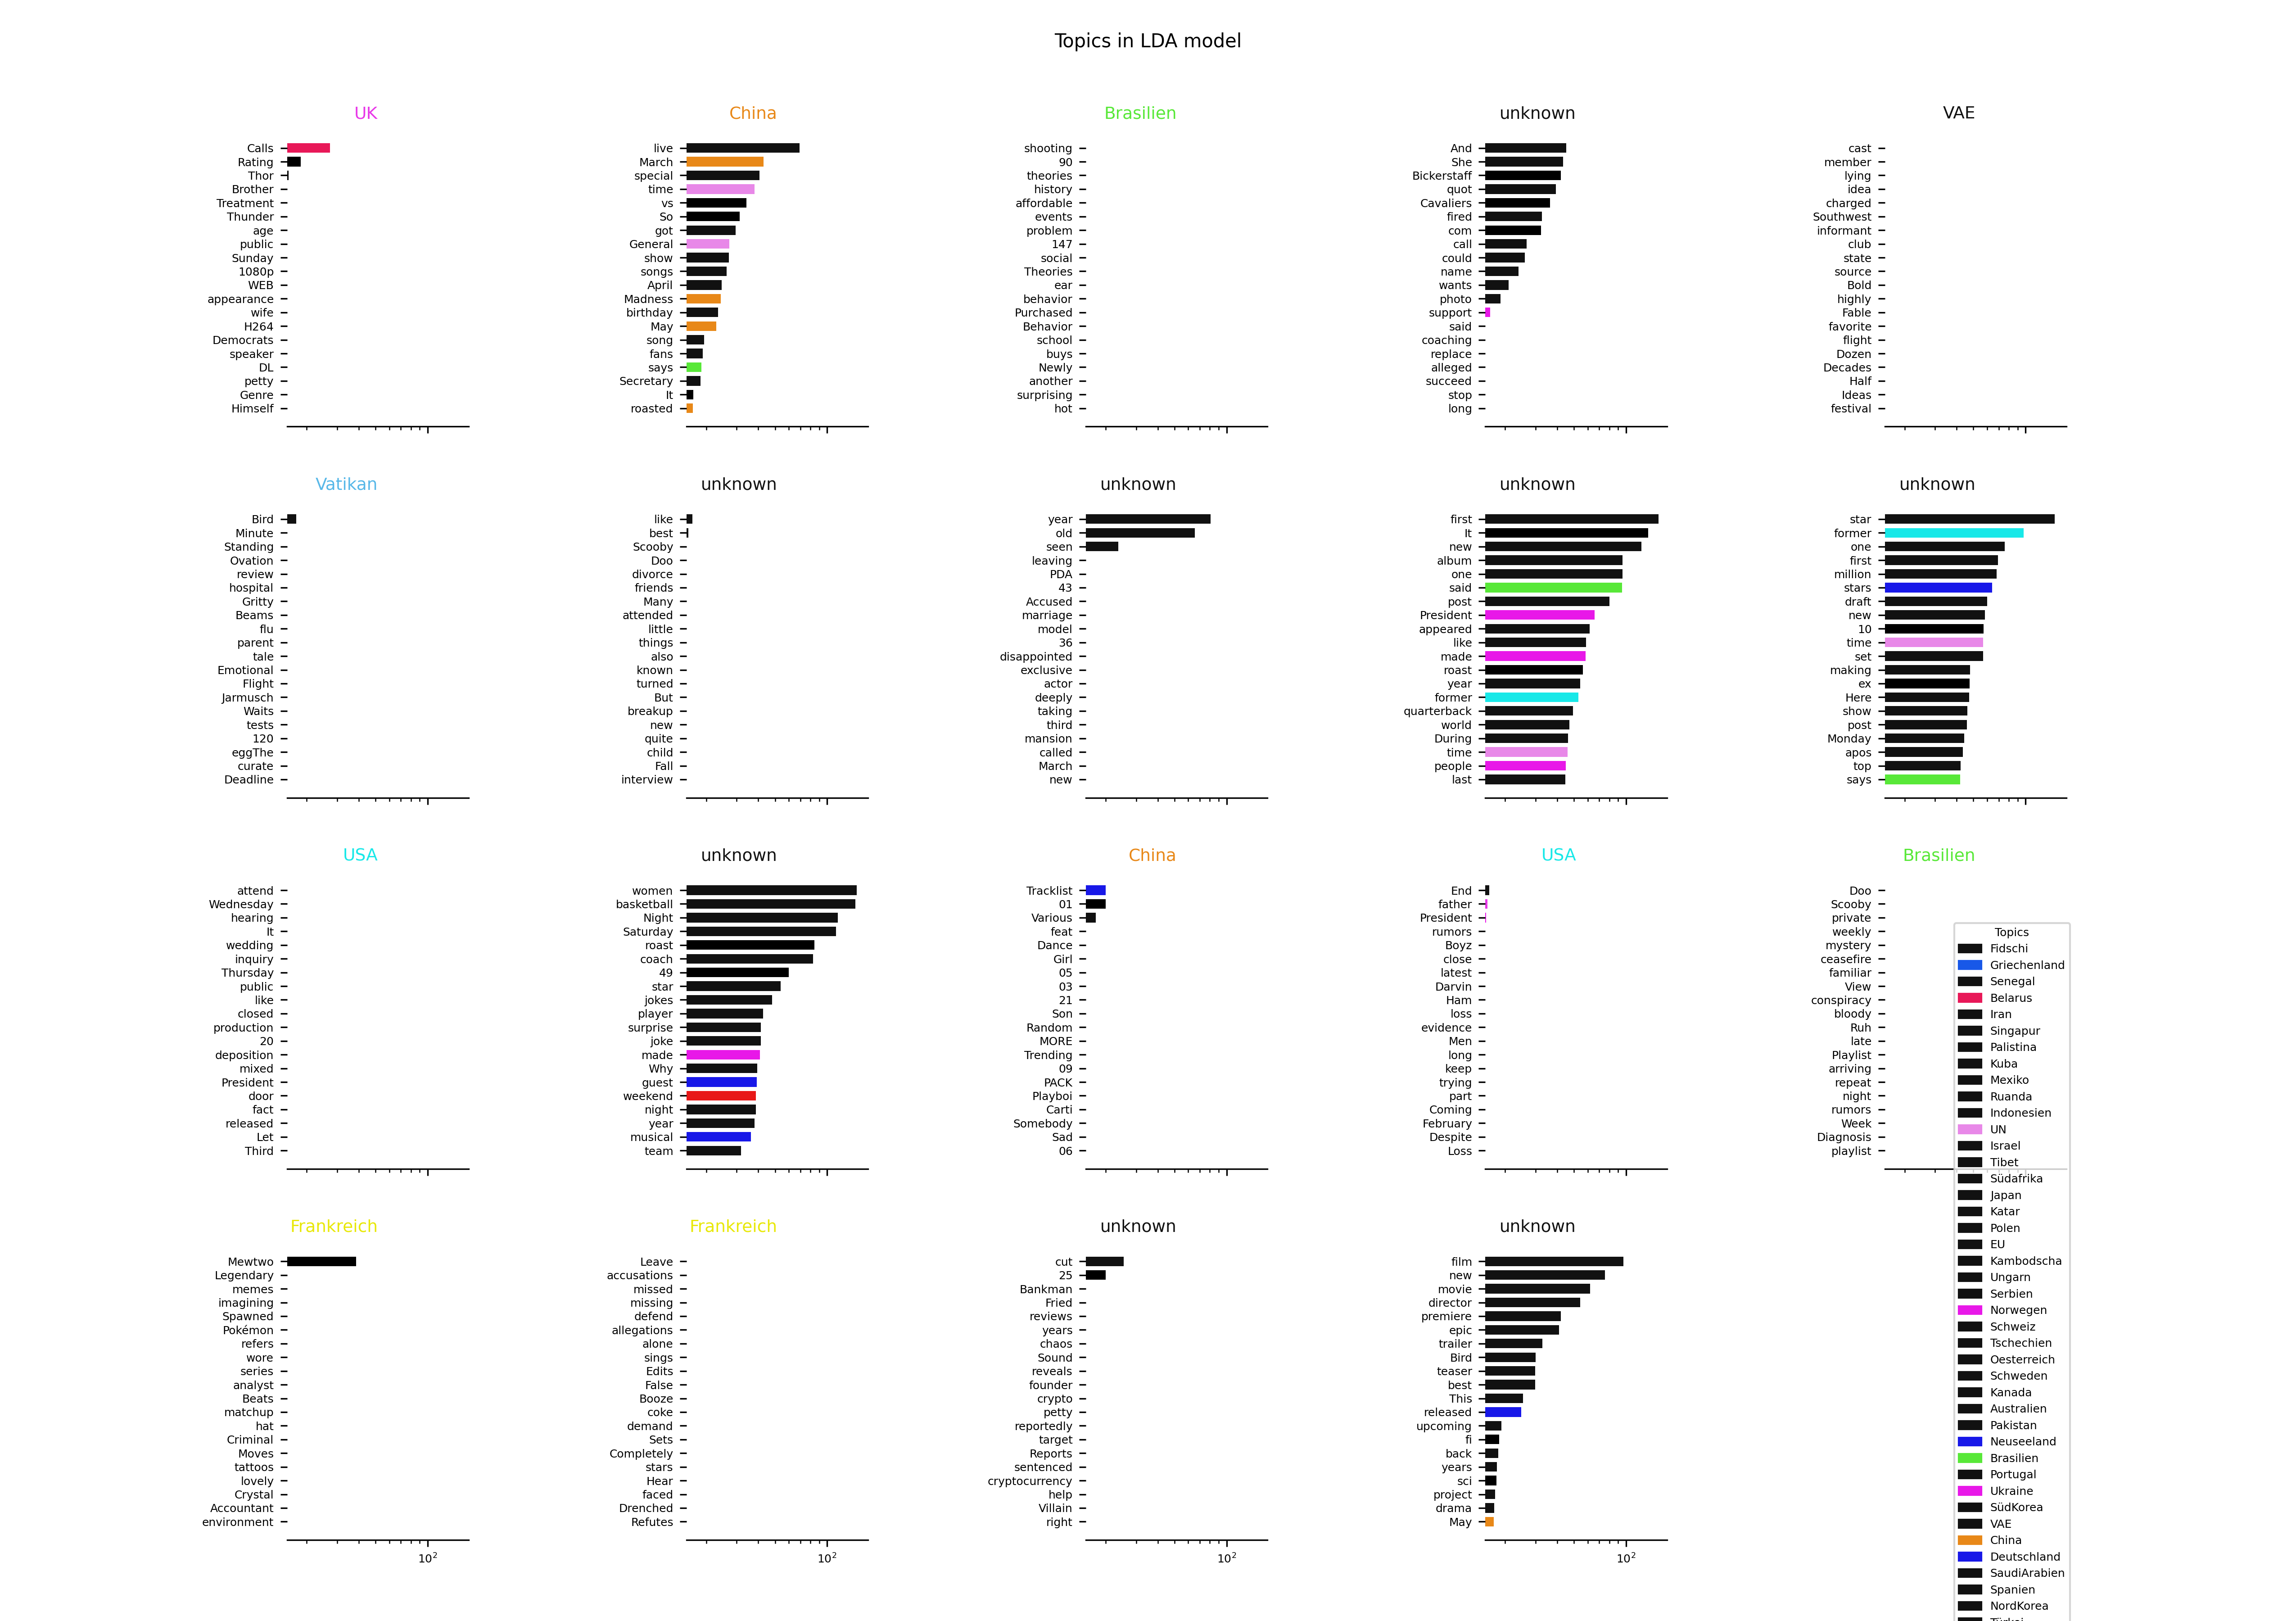 Topics in LDA model
UK
Calls
Rating
Thor
Brother
Treatment
Thunder
age
public
Sunday
1080p
WEB
appearance
wife
H264
Democrats
speaker
DL
petty
Genre
Himself
China
live
March
special
time
vs
So
got
General
show
songs
April
Madness
birthday
May
song
fans
says
Secretary
It
roasted
Brasilien
shooting
90
theories
history
affordable
events
problem
147
social
Theories
ear
behavior
Purchased
Behavior
school
buys
Newly
another
surprising
hot
unknown
And
She
Bickerstaff
quot
Cavaliers
fired
com
call
could
name
wants
photo
support
said
coaching
replace
alleged
succeed
stop
long
VAE
cast
member
lying
idea
charged
Southwest
informant
club
state
source
Bold
highly
Fable
favorite
flight
Dozen
Decades
Half
Ideas
festival
Vatikan
Bird
Minute
Standing
Ovation
review
hospital
Gritty
Beams
flu
parent
tale
Emotional
Flight
Jarmusch
Waits
tests
120
eggThe
curate
Deadline
unknown
like
best
Scooby
Doo
divorce
friends
Many
attended
little
things
also
known
turned
But
breakup
new
quite
child
Fall
interview
unknown
year
old
seen
leaving
PDA
43
Accused
marriage
model
36
disappointed
exclusive
actor
deeply
taking
third
mansion
called
March
new
unknown
first
It
new
album
one
said
post
President
appeared
like
made
roast
year
former
quarterback
world
During
time
people
last
unknown
star
former
one
first
million
stars
draft
new
10
time
set
making
ex
Here
show
post
Monday
apos
top
says
USA
attend
Wednesday
hearing
It
wedding
inquiry
Thursday
public
like
closed
production
20
deposition
mixed
President
door
fact
released
Let
Third
unknown
women
basketball
Night
Saturday
roast
coach
49
star
jokes
player
surprise
joke
made
Why
guest
weekend
night
year
musical
team
China
Tracklist
01
Various
feat
Dance
Girl
05
03
21
Son
Random
MORE
Trending
09
PACK
Playboi
Carti
Somebody
Sad
06
USA
End
father
President
rumors
Boyz
close
latest
Darvin
Ham
loss
evidence
Men
long
keep
trying
part
Coming
February
Despite
Loss
Brasilien
Doo
Scooby
private
weekly
mystery
ceasefire
familiar
View
conspiracy
bloody
Ruh
late
Playlist
arriving
repeat
night
rumors
Week
Diagnosis
playlist
Frankreich
Mewtwo
Legendary
memes
imagining
Spawned
Pokémon
refers
wore
series
analyst
Beats
matchup
hat
Criminal
Moves
tattoos
lovely
Crystal
Accountant
environment
10²
Frankreich
Leave
accusations
missed
missing
defend
allegations
alone
sings
Edits
False
Booze
coke
demand
Sets
Completely
stars
Hear
faced
Drenched
Refutes
10²
unknown
cut
25
Bankman
Fried
reviews
years
chaos
Sound
reveals
founder
crypto
petty
reportedly
target
Reports
sentenced
cryptocurrency
help
Villain
right
10²
unknown
film
new
movie
director
premiere
epic
trailer
Bird
teaser
best
This
released
upcoming
fi
back
years
sci
project
drama
May
10²
Topics
Fidschi
Griechenland
Senegal
Belarus
Iran
Singapur
Palistina
Kuba
Mexiko
Ruanda
Indonesien
UN
Israel
Tibet
Südafrika
Japan
Katar
Polen
EU
Kambodscha
Ungarn
Serbien
Norwegen
Schweiz
Tschechien
Oesterreich
Schweden
Kanada
Australien
Pakistan
Neuseeland
Brasilien
Portugal
Ukraine
SüdKorea
VAE
China
Deutschland
SaudiArabien
Spanien
NordKorea